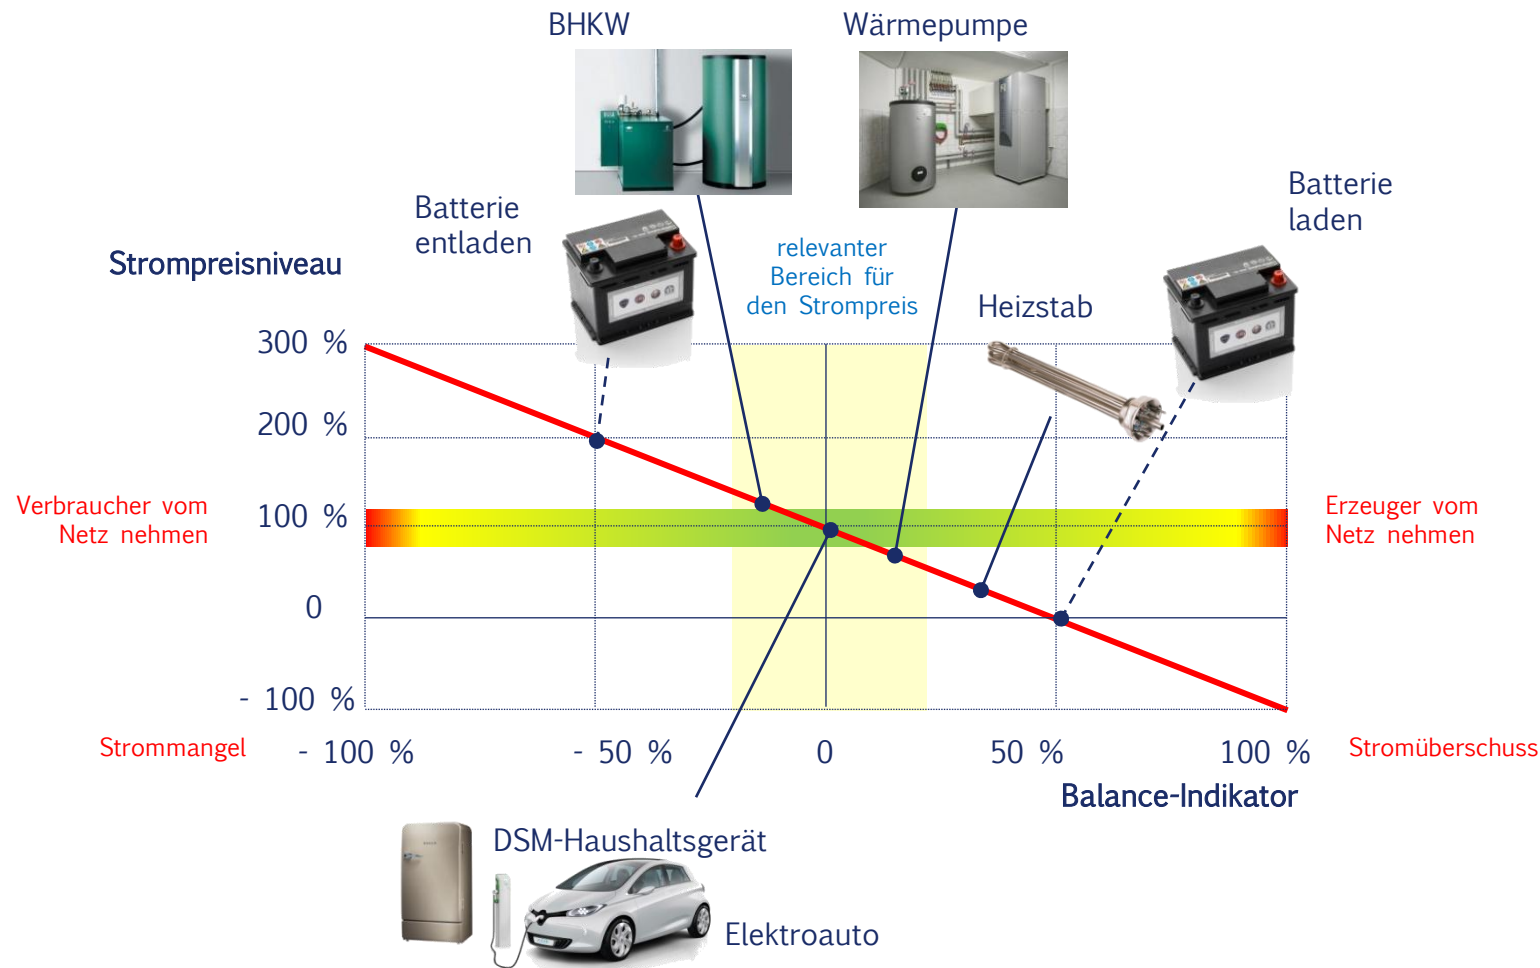 BHKW
Wärmepumpe
Batterie
entladen
Batterie
laden
relevanter
Bereich für
den Strompreis
Strompreisniveau
Heizstab
300 %
200 %
Verbraucher vom
Netz nehmen
100 %
Erzeuger vom
Netz nehmen
0
- 100 %
Strommangel
- 100 %
- 50 %
0
50 %
100 %
Stromüberschuss
Balance-Indikator
DSM-Haushaltsgerät
Elektroauto